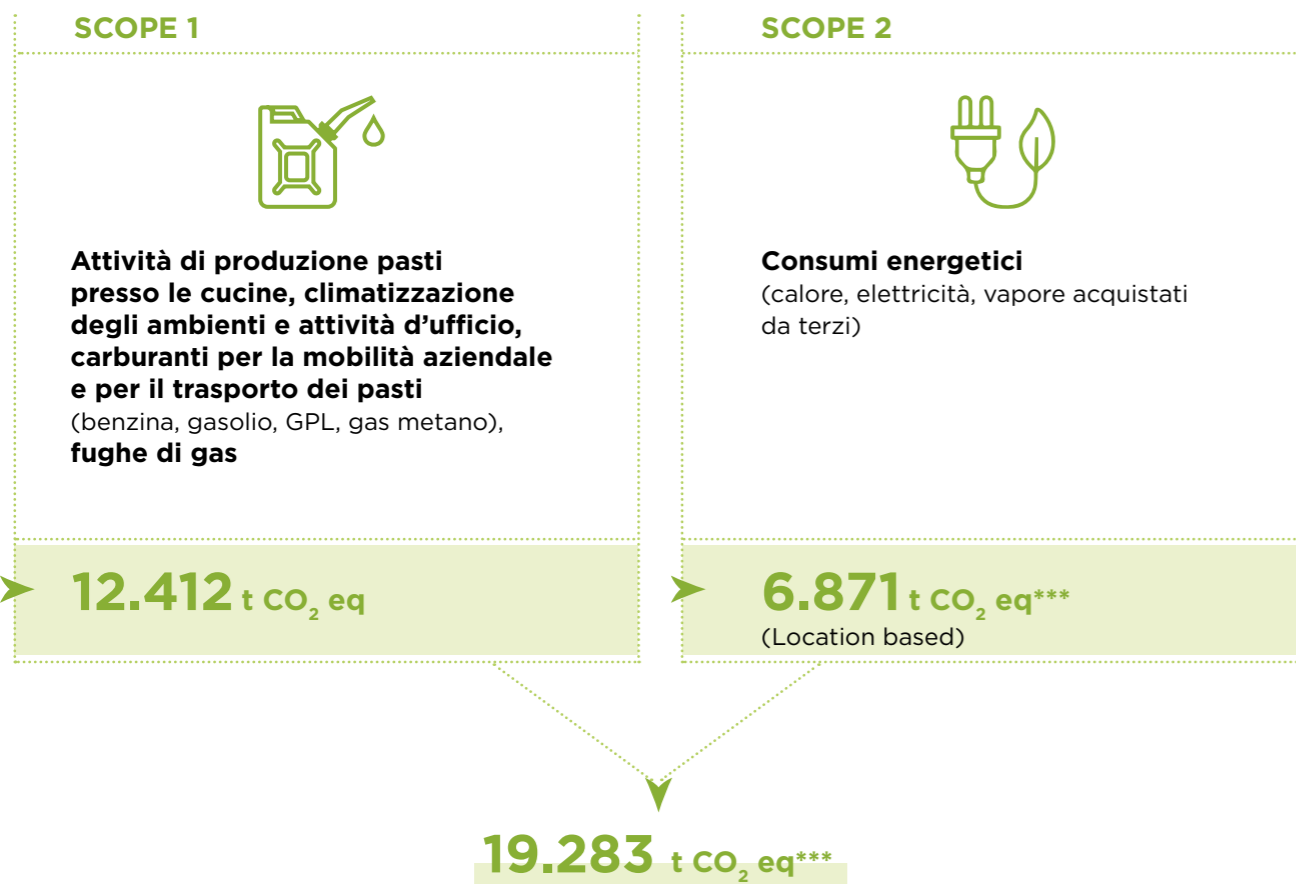 SCOPE 1
Attività di produzione pasti
presso le cucine, climatizzazione
degli ambienti e attività d’ufficio,
carburanti per la mobilità aziendale
e per il trasporto dei pasti
(benzina, gasolio, GPL, gas metano),
fughe di gas
12.412 t CO₂ eq
SCOPE 2
Consumi energetici
(calore, elettricità, vapore acquistati
da terzi)
6.871 t CO₂ eq***
(Location based)
19.283 t CO₂ eq***